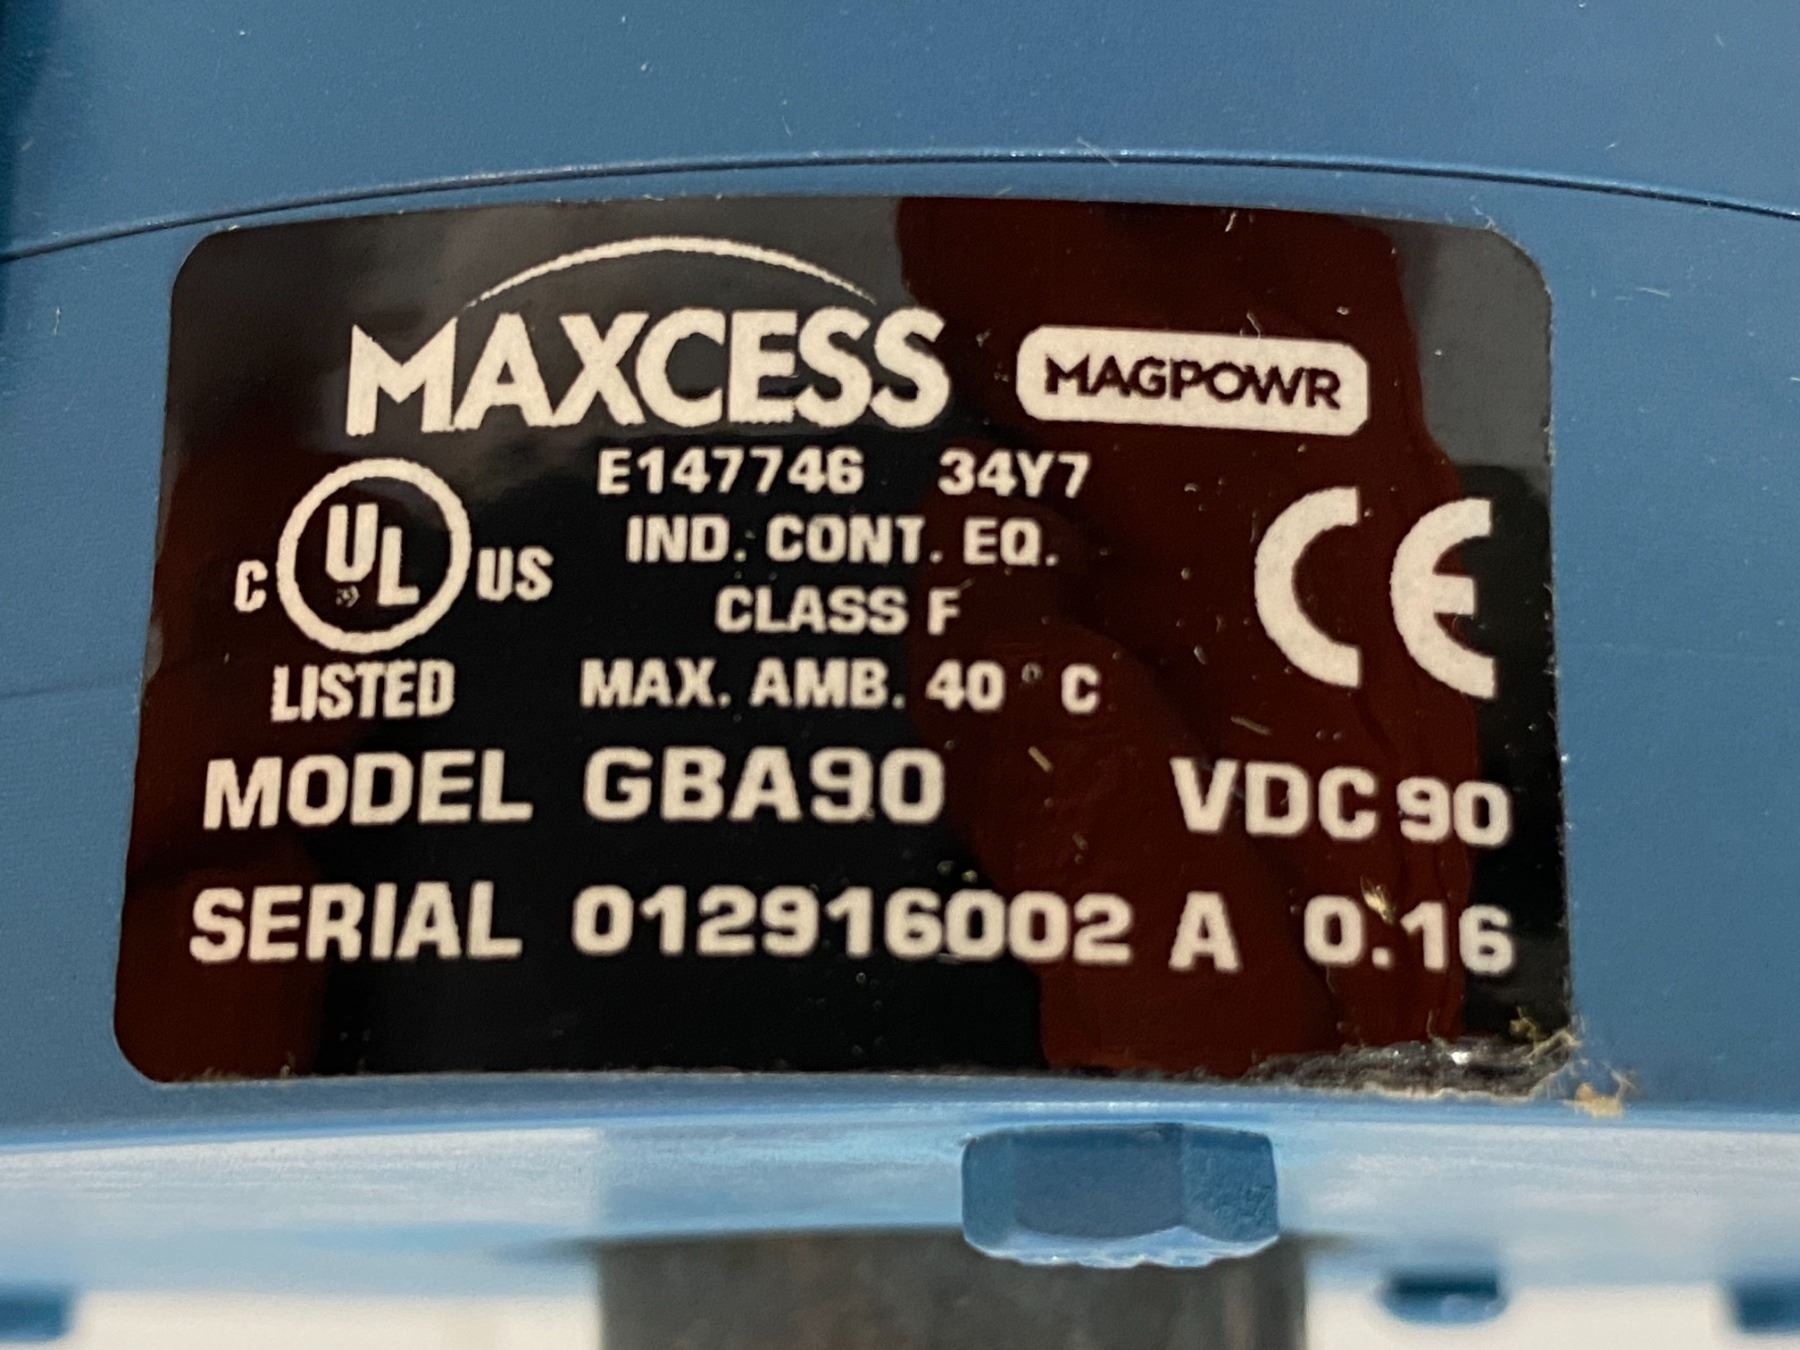 MAXCESS MAGPOWR
E147746 34Y7
IND. CONT. EQ.
C UL US
CLASS F
LISTED MAX. AMB. 40 ° C
CE
MODEL GBA90 VDC 90
SERIAL 012916002 A 0.16